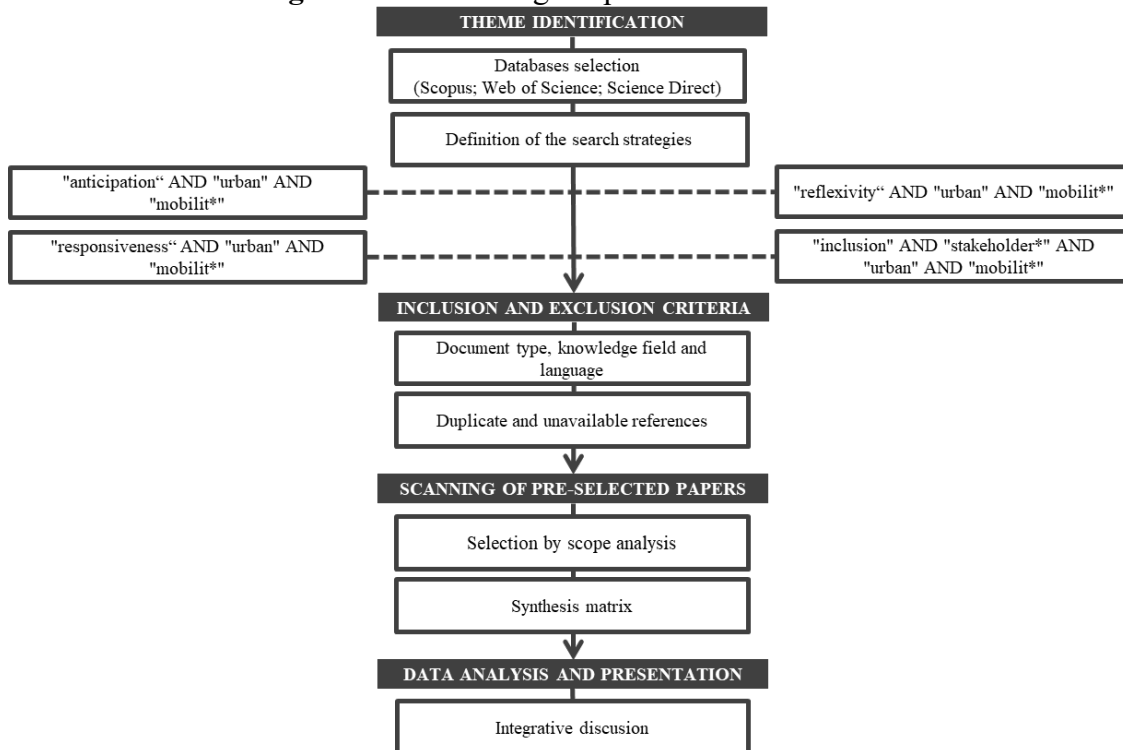 THEME IDENTIFICATION
Databases selection
(Scopus; Web of Science; Science Direct)
Definition of the search strategies
"anticipation“ AND "urban" AND
"mobilit*"
"reflexivity“ AND "urban" AND "mobilit*"
"responsiveness“ AND "urban" AND
"mobilit*"
"inclusion" AND "stakeholder*" AND
"urban" AND "mobilit*"
INCLUSION AND EXCLUSION CRITERIA
Document type, knowledge field and
language
Duplicate and unavailable references
SCANNING OF PRE-SELECTED PAPERS
Selection by scope analysis
Synthesis matrix
DATA ANALYSIS AND PRESENTATION
Integrative discusion